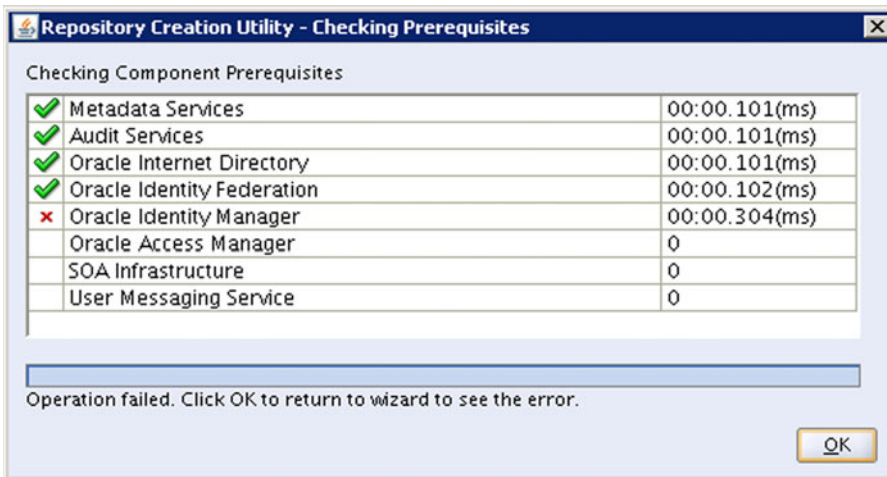 Repository Creation Utility - Checking Prerequisites
Checking Component Prerequisites
Metadata Services 00:00.101(ms)
Audit Services 00:00.101(ms)
Oracle Internet Directory 00:00.101(ms)
Oracle Identity Federation 00:00.102(ms)
Oracle Identity Manager 00:00.304(ms)
Oracle Access Manager 0
SOA Infrastructure 0
User Messaging Service 0
Operation failed. Click OK to return to wizard to see the error.
OK